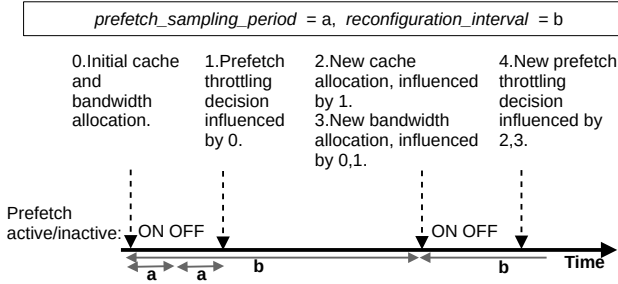 prefetch_sampling_period = a, reconfiguration_interval = b
0.Initial cache
and
bandwidth
allocation.
1.Prefetch
throttling
decision
influenced
by 0.
2.New cache
allocation, influenced
by 1.
3.New bandwidth
allocation, influenced
by 0,1.
4.New prefetch
throttling
decision
influenced by
2,3.
Prefetch
active/inactive:
ON OFF
ON OFF
Time
a
a
b
b